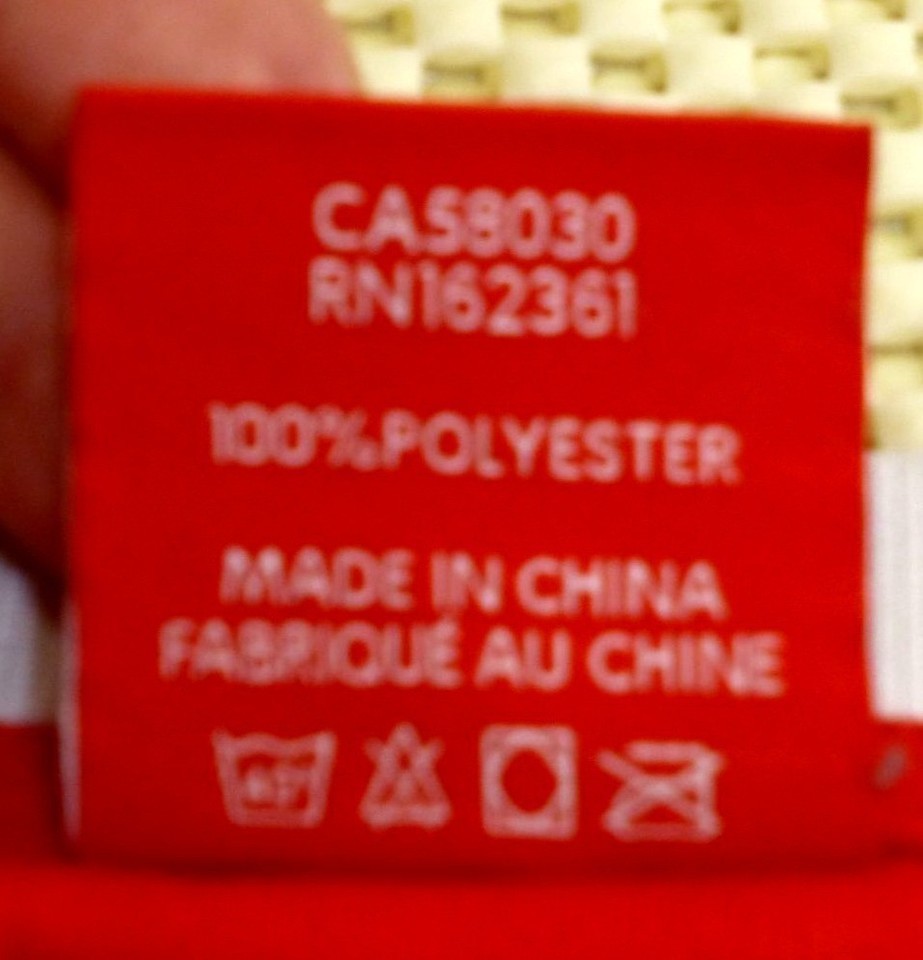 CA58030
RN162361
100%POLYESTER
MADE IN CHINA
FABRIQUÉ AU CHINE